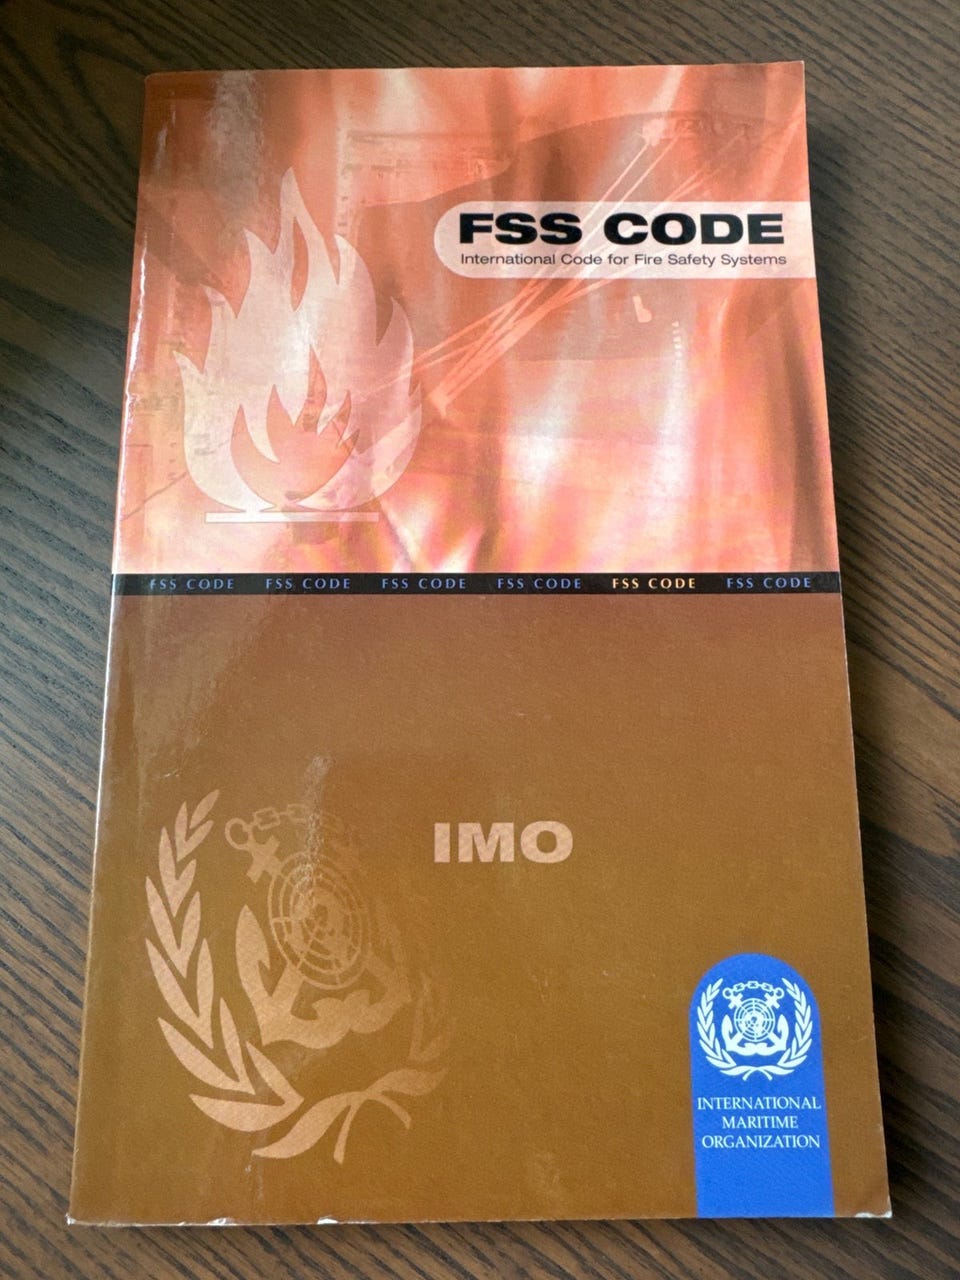 FSS CODE
International Code for Fire Safety Systems
FSS CODE FSS CODE FSS CODE FSS CODE FSS CODE FSS CODE
IMO
INTERNATIONAL
MARITIME
ORGANIZATION